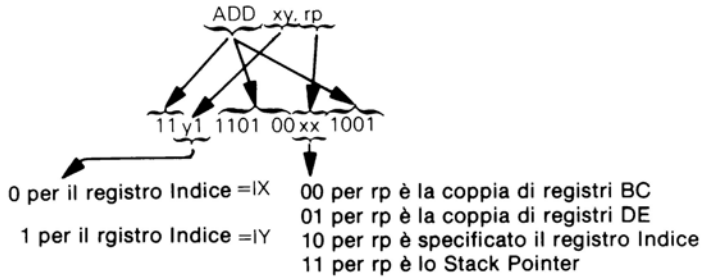 ADD xy, rp
11 y1 1101 00 xx 1001
0 per il registro Indice =IX
1 per il rgistro Indice =IY
00 per rp è la coppia di registri BC
01 per rp è la coppia di registri DE
10 per rp è specificato il registro Indice
11 per rp è lo Stack Pointer